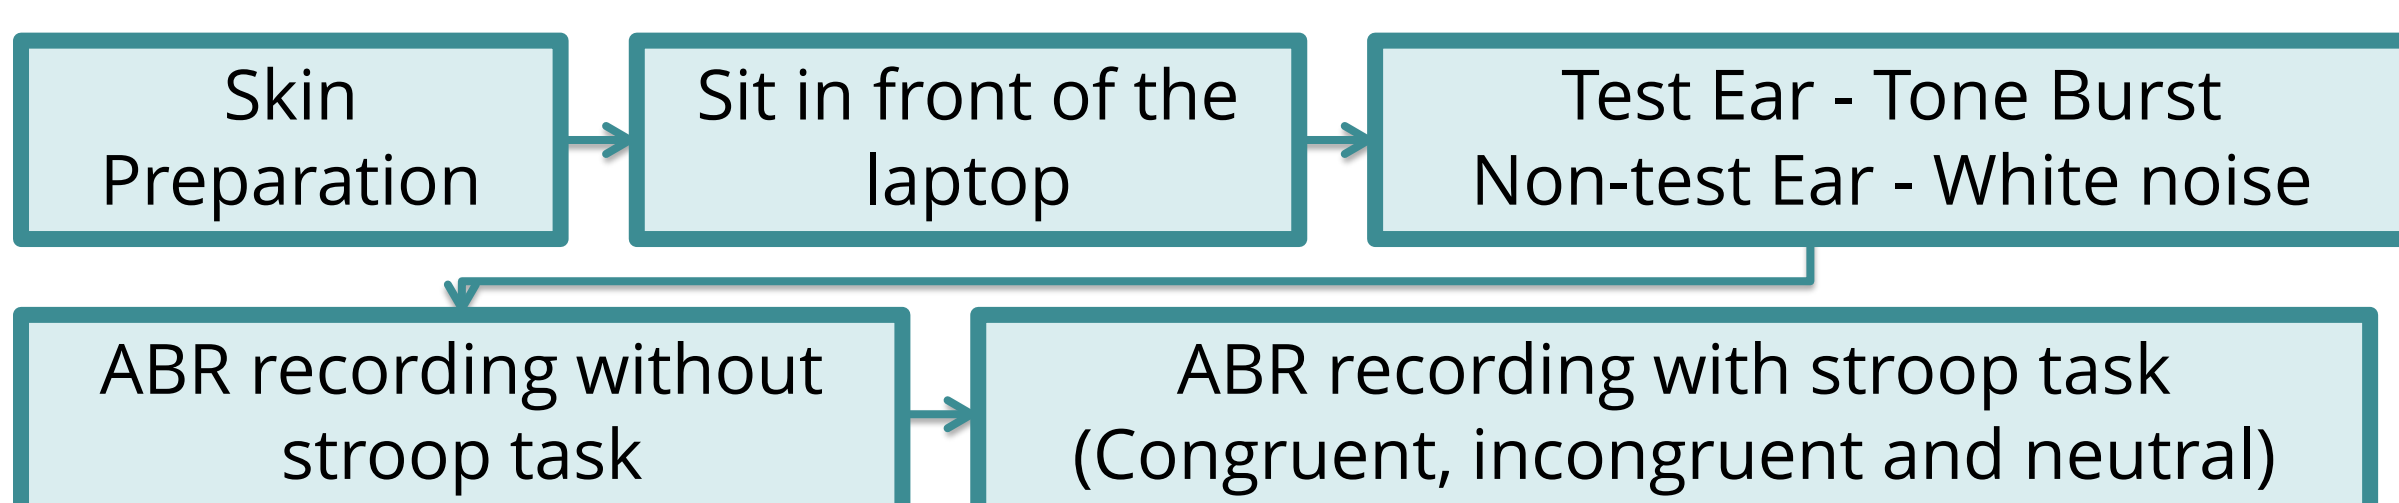 Skin
Preparation
Sit in front of the
laptop
Test Ear - Tone Burst
Non-test Ear - White noise
ABR recording without
stroop task
ABR recording with stroop task
(Congruent, incongruent and neutral)